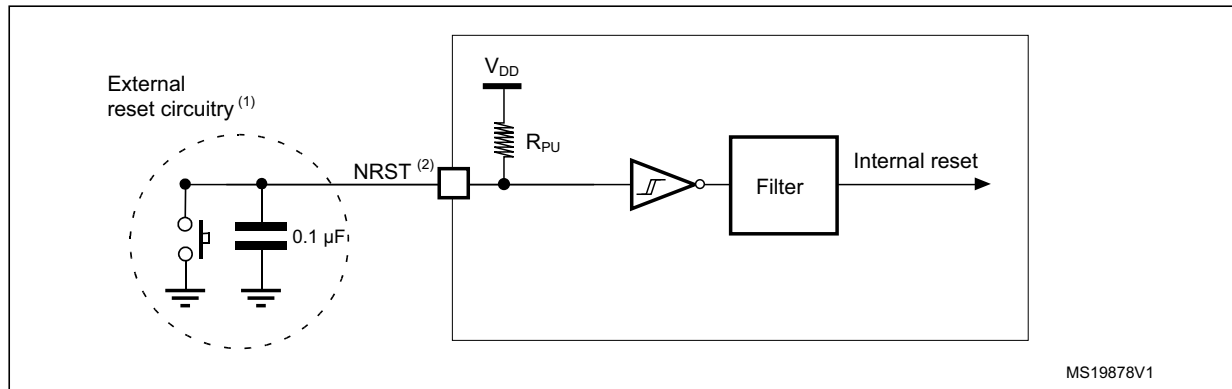 External
reset circuitry (1)
VDD
RPU
NRST (2)
0.1 µF
Filter
Internal reset
MS19878V1